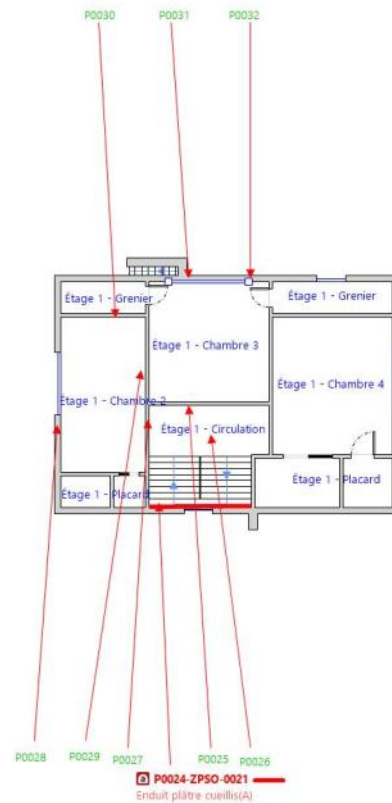 P0030
P0031
P0032
Étage 1 - Grenier
Étage 1 - Grenier
Étage 1 - Chambre 3
Étage 1 - Chambre 4
Étage 1 - Chambre 2
Étage 1 - Circulation
Étage 1 - Placard
Étage 1 - Placard
P0028
P0029
P0027
P0025
P0026
a P0024-ZPSO-0021
Enduit plâtre cueillis(A)